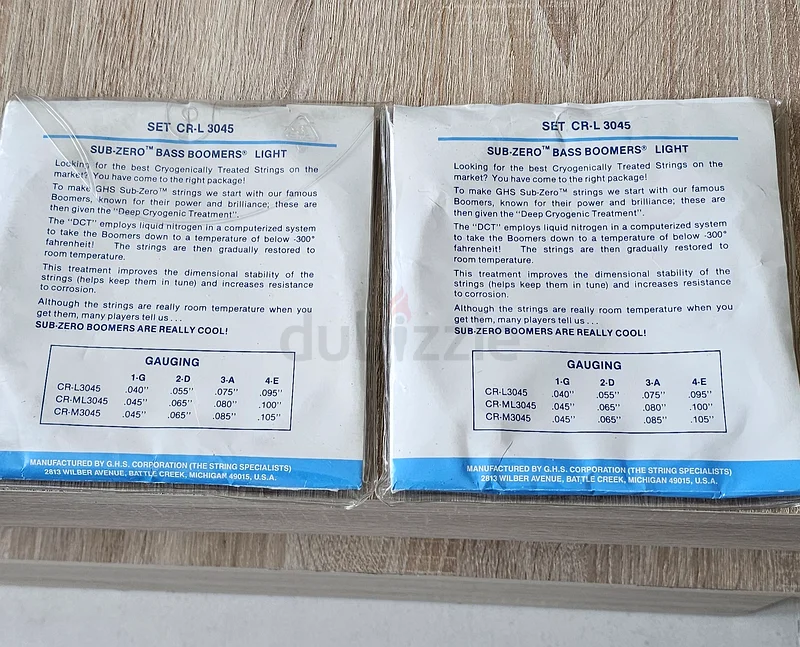 SET CR-L 3045
SUB-ZERO™ BASS BOOMERS® LIGHT
Looking for the best Cryogenically Treated Strings on the
market? You have come to the right package!
To make GHS Sub-Zero™ strings we start with our famous
Boomers, known for their power and brilliance; these are
then given the "Deep Cryogenic Treatment".
The "DCT" employs liquid nitrogen in a computerized system
to take the Boomers down to a temperature of below -300°
fahrenheit! The strings are then gradually restored to
room temperature.
This treatment improves the dimensional stability of the
strings (helps keep them in tune) and increases resistance
to corrosion.
Although the strings are really room temperature when you
get them, many players tell us . . .
SUB-ZERO BOOMERS ARE REALLY COOL!
GAUGING
1-G 2-D 3-A 4-E
CR-L3045 .040" .055" .075" .095"
CR-ML3045 .045" .065" .080" .100"
CR-M3045 .045" .065" .085" .105"
MANUFACTURED BY G.H.S. CORPORATION (THE STRING SPECIALISTS)
2813 WILBER AVENUE, BATTLE CREEK, MICHIGAN 49015, U.S.A.
SET CR-L 3045
SUB-ZERO™ BASS BOOMERS® LIGHT
Looking for the best Cryogenically Treated Strings on the
market? You have come to the right package!
To make GHS Sub-Zero™ strings we start with our famous
Boomers, known for their power and brilliance; these are
then given the "Deep Cryogenic Treatment".
The "DCT" employs liquid nitrogen in a computerized system
to take the Boomers down to a temperature of below -300°
fahrenheit! The strings are then gradually restored to
room temperature.
This treatment improves the dimensional stability of the
strings (helps keep them in tune) and increases resistance
to corrosion.
Although the strings are really room temperature when you
get them, many players tell us . . .
SUB-ZERO BOOMERS ARE REALLY COOL!
GAUGING
1-G 2-D 3-A 4-E
CR-L3045 .040" .055" .075" .095"
CR-ML3045 .045" .065" .080" .100"
CR-M3045 .045" .065" .085" .105"
MANUFACTURED BY G.H.S. CORPORATION (THE STRING SPECIALISTS)
2813 WILBER AVENUE, BATTLE CREEK, MICHIGAN 49015, U.S.A.
dubizzle